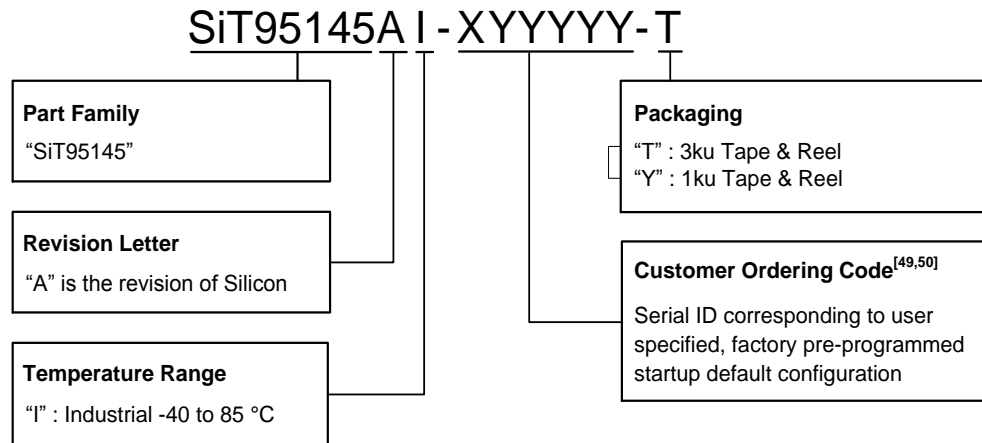 SiT95145AI-XYYYYY-T
Part Family
“SiT95145”
Revision Letter
“A” is the revision of Silicon
Temperature Range
“I” : Industrial -40 to 85 °C
Packaging
“T” : 3ku Tape & Reel
“Y” : 1ku Tape & Reel
Customer Ordering Code[49,50]
Serial ID corresponding to user
specified, factory pre-programmed
startup default configuration